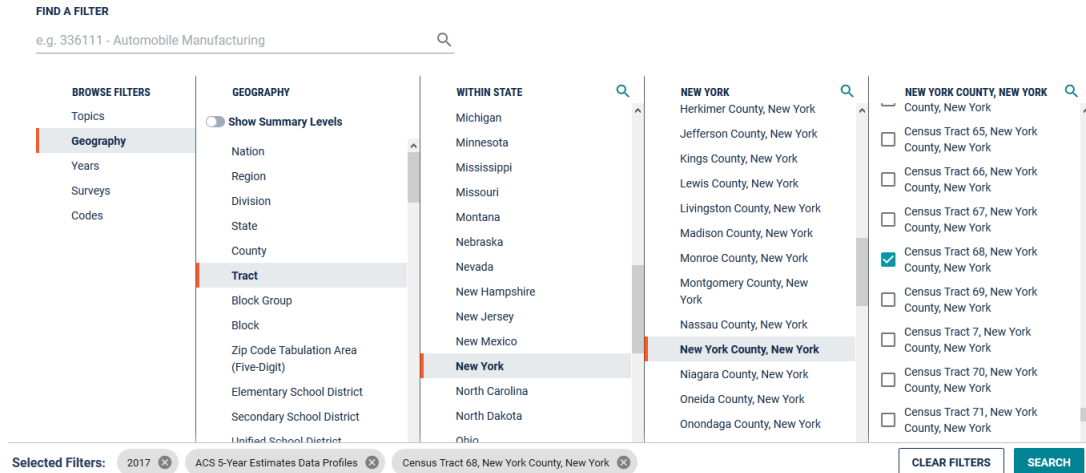 FIND A FILTER
e.g. 336111 - Automobile Manufacturing
BROWSE FILTERS
Topics
Geography
Years
Surveys
Codes
GEOGRAPHY
Show Summary Levels
Nation
Region
Division
State
County
Tract
Block Group
Block
Zip Code Tabulation Area
(Five-Digit)
Elementary School District
Secondary School District
Unified School District
WITHIN STATE
Michigan
Minnesota
Mississippi
Missouri
Montana
Nebraska
Nevada
New Hampshire
New Jersey
New Mexico
New York
North Carolina
North Dakota
Ohio
NEW YORK
Herkimer County, New York
Jefferson County, New York
Kings County, New York
Lewis County, New York
Livingston County, New York
Madison County, New York
Monroe County, New York
Montgomery County, New
York
Nassau County, New York
New York County, New York
Niagara County, New York
Oneida County, New York
Onondaga County, New York
NEW YORK COUNTY, NEW YORK
County, New York
Census Tract 65, New York
County, New York
Census Tract 66, New York
County, New York
Census Tract 67, New York
County, New York
Census Tract 68, New York
County, New York
Census Tract 69, New York
County, New York
Census Tract 7, New York
County, New York
Census Tract 70, New York
County, New York
Census Tract 71, New York
County, New York
Selected Filters:
2017
ACS 5-Year Estimates Data Profiles
Census Tract 68, New York County, New York
CLEAR FILTERS
SEARCH